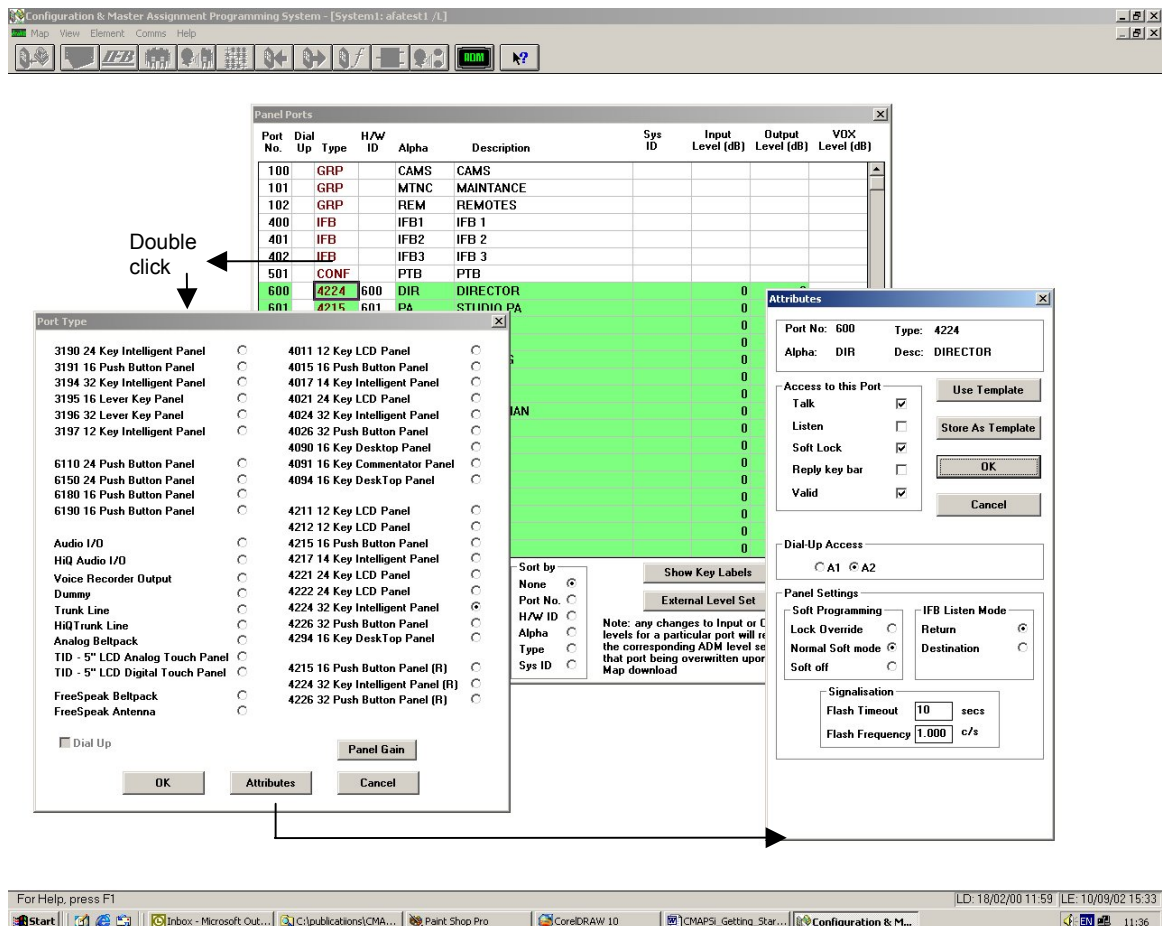 Configuration & Master Assignment Programming System - [System1: afatest1 /L]
Map View Element Comms Help
IFB ADM
Panel Ports
Port No. Dial Up Type H/W ID Alpha Description Sys ID Input Level (dB) Output Level (dB) VOX Level (dB)
100 GRP CAMS CAMS
101 GRP MTNC MAINTANCE
102 GRP REM REMOTES
400 IFB IFB1 IFB 1
401 IFB IFB2 IFB 2
402 IFB IFB3 IFB 3
501 CONF PTB PTB
600 4224 600 DIR DIRECTOR 0
601 4215 601 PA STUDIO PA 0
0
0
0
0
0
0
0
0
0
0
0
0
0
0
Double
click
Port Type
3190 24 Key Intelligent Panel
3191 16 Push Button Panel
3194 32 Key Intelligent Panel
3195 16 Lever Key Panel
3196 32 Lever Key Panel
3197 12 Key Intelligent Panel
6110 24 Push Button Panel
6150 24 Push Button Panel
6180 16 Push Button Panel
6190 16 Push Button Panel
Audio I/O
HiQ Audio I/O
Voice Recorder Output
Dummy
Trunk Line
HiQTrunk Line
Analog Beltpack
TID - 5" LCD Analog Touch Panel
TID - 5" LCD Digital Touch Panel
FreeSpeak Beltpack
FreeSpeak Antenna
4011 12 Key LCD Panel
4015 16 Push Button Panel
4017 14 Key Intelligent Panel
4021 24 Key LCD Panel
4024 32 Key Intelligent Panel
4026 32 Push Button Panel
4090 16 Key Desktop Panel
4091 16 Key Commentator Panel
4094 16 Key DeskTop Panel
4211 12 Key LCD Panel
4212 12 Key LCD Panel
4215 16 Push Button Panel
4217 14 Key Intelligent Panel
4221 24 Key LCD Panel
4222 24 Key LCD Panel
4224 32 Key Intelligent Panel
4226 32 Push Button Panel
4294 16 Key DeskTop Panel
4215 16 Push Button Panel (R)
4224 32 Key Intelligent Panel (R)
4226 32 Push Button Panel (R)
Dial Up
Panel Gain
OK Attributes Cancel
Sort by
None
Port No.
H/W ID
Alpha
Type
Sys ID
Show Key Labels
External Level Set
Note: any changes to Input or
levels for a particular port will
the corresponding ADM level
that port being overwritten upon
Map download
Attributes
Port No: 600 Type: 4224
Alpha: DIR Desc: DIRECTOR
Access to this Port
Talk
Listen
Soft Lock
Reply key bar
Valid
Use Template
Store As Template
OK
Cancel
Dial-Up Access
A1 A2
Panel Settings
Soft Programming
Lock Override
Normal Soft mode
Soft off
IFB Listen Mode
Return
Destination
Signalisation
Flash Timeout 10 secs
Flash Frequency 1.000 c/s
For Help, press F1
LD: 18/02/00 11:59 LE: 10/09/02 15:33
Start Inbox - Microsoft Out... C:\publications\CMA... Paint Shop Pro CorelDRAW 10 CMAPSi_Getting_Star... Configuration & M... EN 11:36